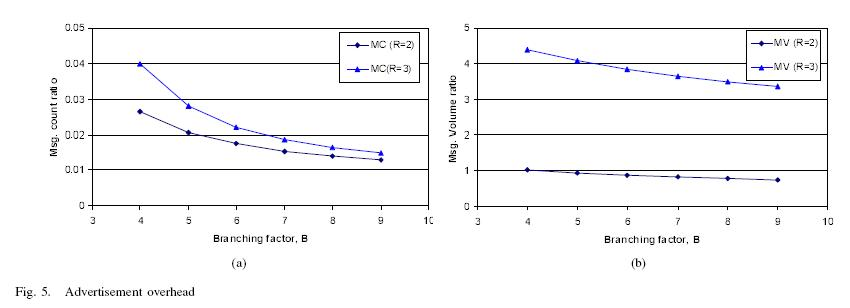 0.05
0.04
0.03
0.02
0.01
0
Msg. count ratio
MC (R=2)
MC(R=3)
3 4 5 6 7 8 9 10
Branching factor, B
(a)
5
4
3
2
1
0
Msg. Volume ratio
MV (R=2)
MV (R=3)
3 4 5 6 7 8 9 10
Branching factor, B
(b)
Fig. 5. Advertisement overhead